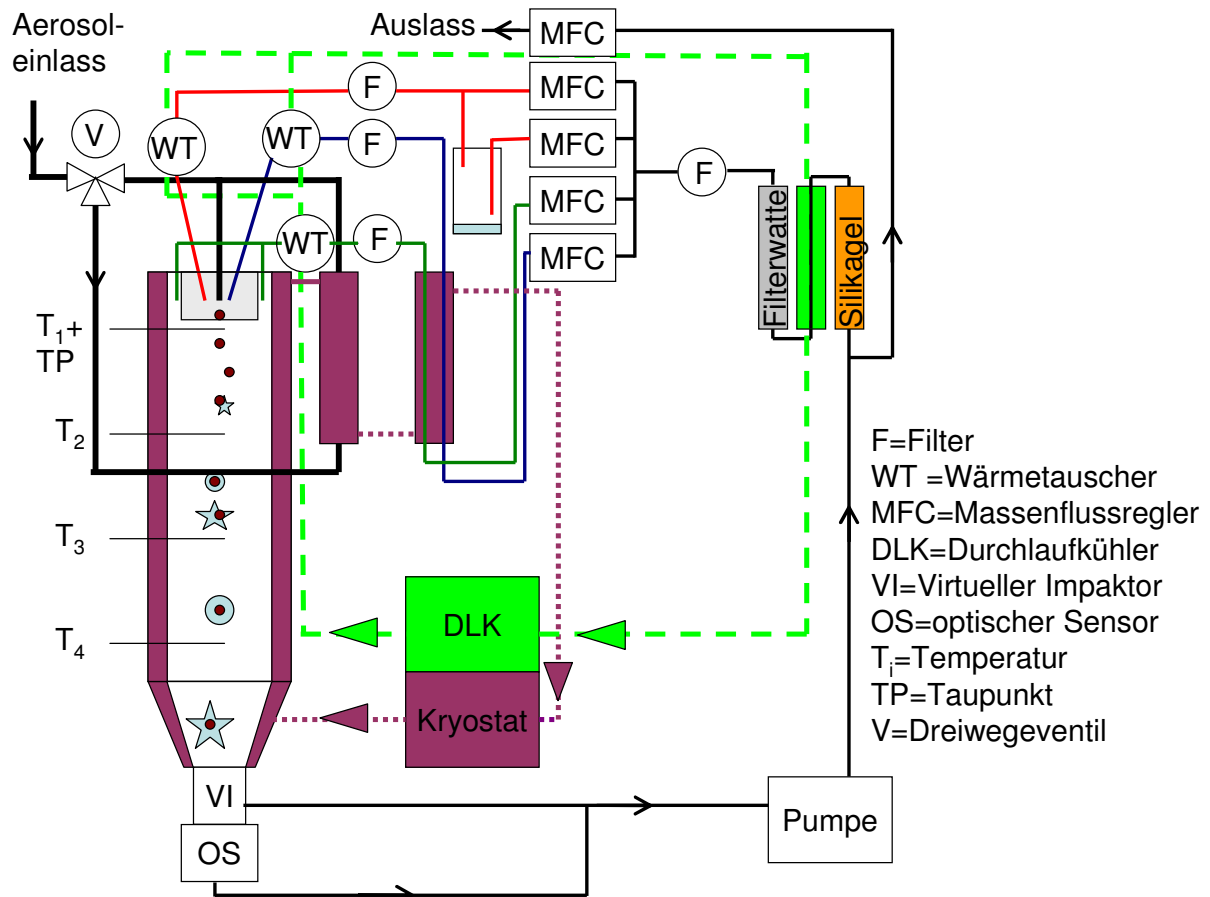 Aerosol-
einlass
Auslass
MFC
V
WT
WT
F
F
MFC
MFC
MFC
MFC
F
WT
F
Filterwatte
Silikagel
T1+
TP
T2
T3
T4
DLK
Kryostat
VI
OS
Pumpe
F=Filter
WT =Wärmetauscher
MFC=Massenflussregler
DLK=Durchlaufkühler
VI=Virtueller Impaktor
OS=optischer Sensor
Ti=Temperatur
TP=Taupunkt
V=Dreiwegeventil